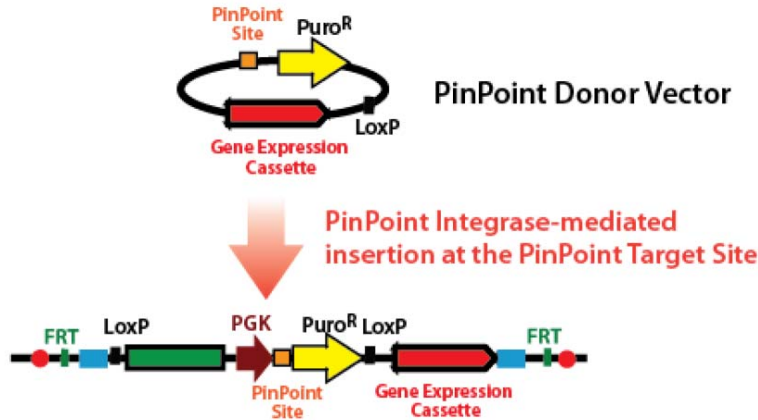 PinPoint
Site
Puro^R
PinPoint Donor Vector
LoxP
Gene Expression
Cassette
PinPoint Integrase-mediated
insertion at the PinPoint Target Site
FRT
LoxP
PGK
Puro^R
LoxP
FRT
PinPoint
Site
Gene Expression
Cassette